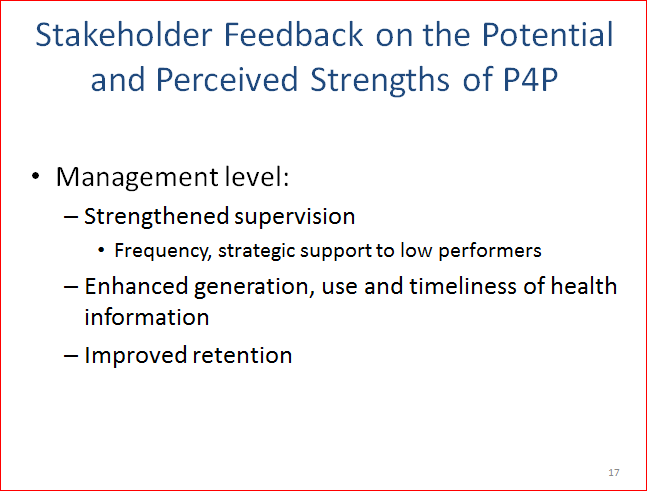 Stakeholder Feedback on the Potential
and Perceived Strengths of P4P
• Management level:
– Strengthened supervision
• Frequency, strategic support to low performers
– Enhanced generation, use and timeliness of health
information
– Improved retention
17